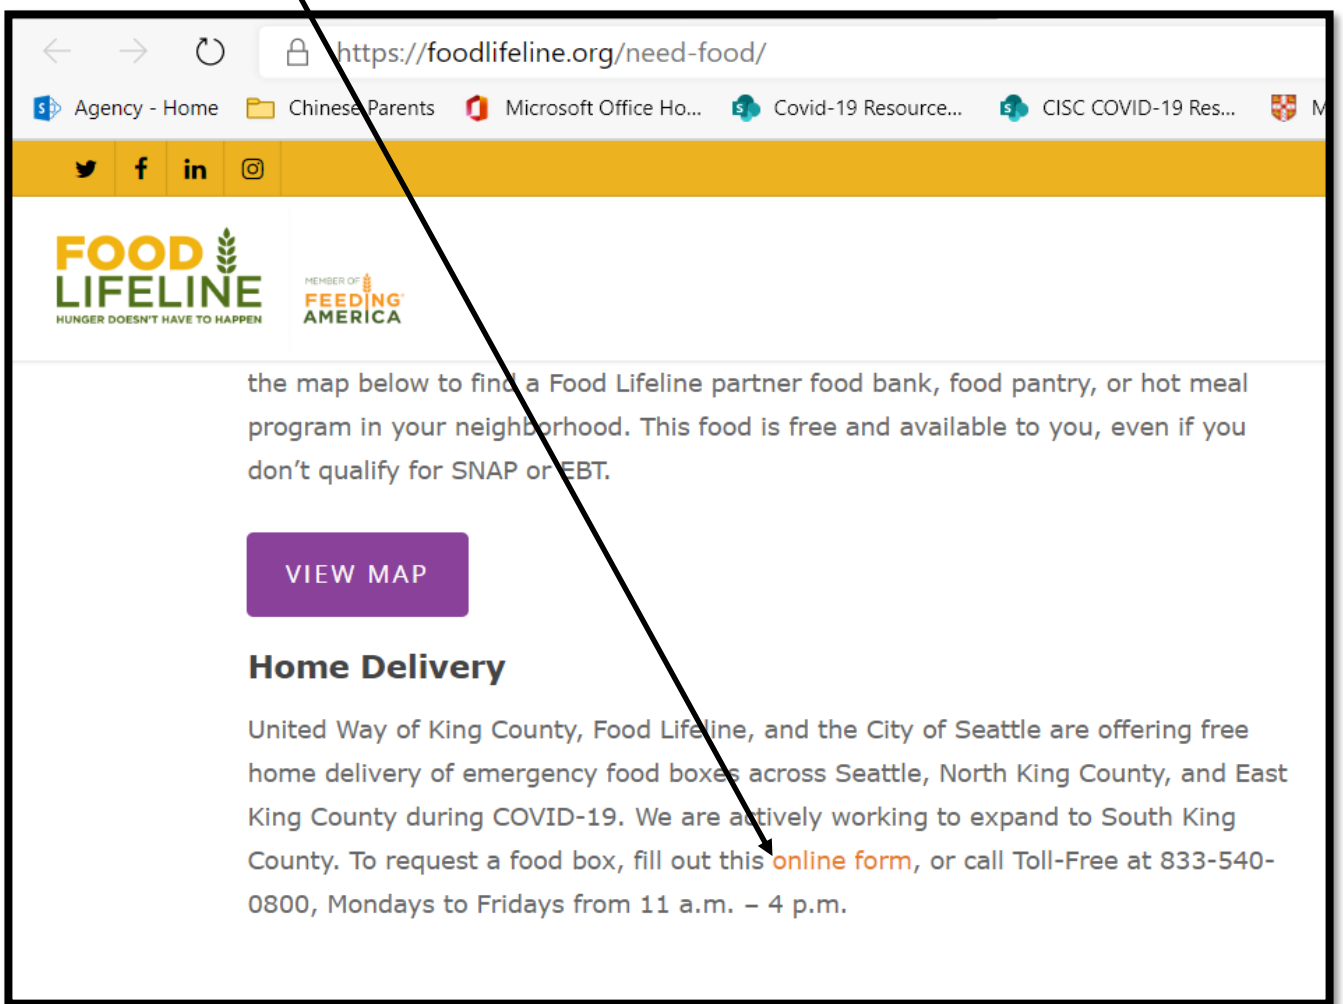 https://foodlifeline.org/need-food/
Agency - Home Chinese Parents Microsoft Office Ho... Covid-19 Resource... CISC COVID-19 Res... M
FOOD
LIFELINE
HUNGER DOESN'T HAVE TO HAPPEN
MEMBER OF
FEEDING
AMERICA
the map below to find a Food Lifeline partner food bank, food pantry, or hot meal
program in your neighborhood. This food is free and available to you, even if you
don't qualify for SNAP or EBT.
VIEW MAP
Home Delivery
United Way of King County, Food Lifeline, and the City of Seattle are offering free
home delivery of emergency food boxes across Seattle, North King County, and East
King County during COVID-19. We are actively working to expand to South King
County. To request a food box, fill out this online form, or call Toll-Free at 833-540-
0800, Mondays to Fridays from 11 a.m. – 4 p.m.